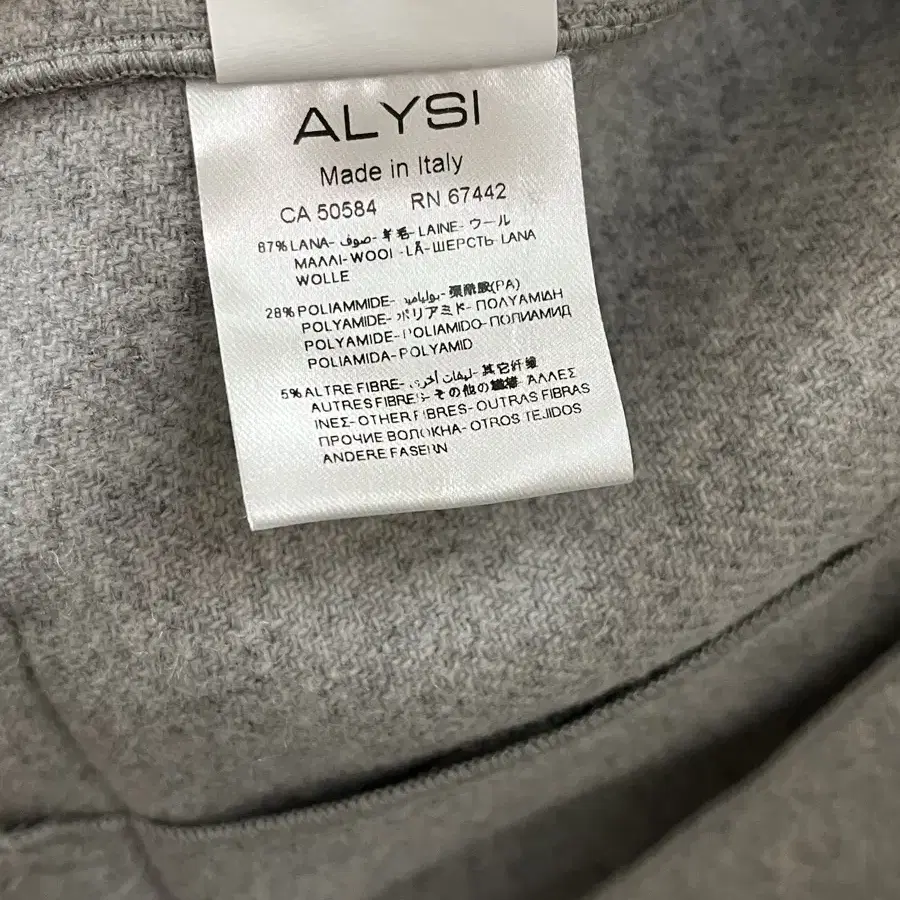 ALYSI
Made in Italy
CA 50584 RN 67442
67% LANA- صوف- 羊毛- LAINE- ウール
ΜΑΛΛΙ-WOOL-LÃ-ШЕРСТЬ-LANA
WOLLE
28% POLIAMMIDE- بولياميد- 聚酰胺(PA)
POLYAMIDE- ポリアミド- ΠΟΛΥΑΜΙΔΗ
POLYAMIDE-POLIAMIDO-ПОЛИАМИД
POLIAMIDA-POLYAMID
5% ALTRE FIBRE- ليفات أخرى- 其它纤维
AUTRES FIBRES- その他の繊維- ΑΛΛΕΣ
ΙΝΕΣ-OTHER FIBRES-OUTRAS FIBRAS
ПРОЧИЕ ВОЛОКНА-OTROS TEJIDOS
ANDERE FASERN